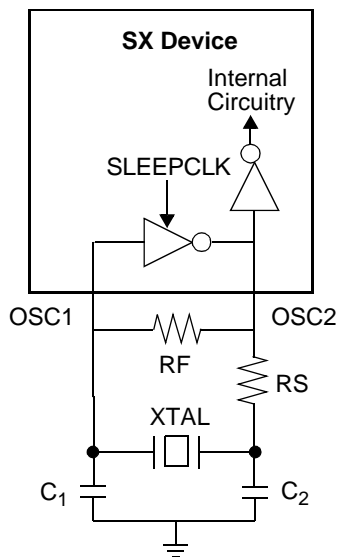 SX Device
Internal
Circuitry
SLEEPCLK
OSC1
OSC2
RF
RS
XTAL
C1
C2